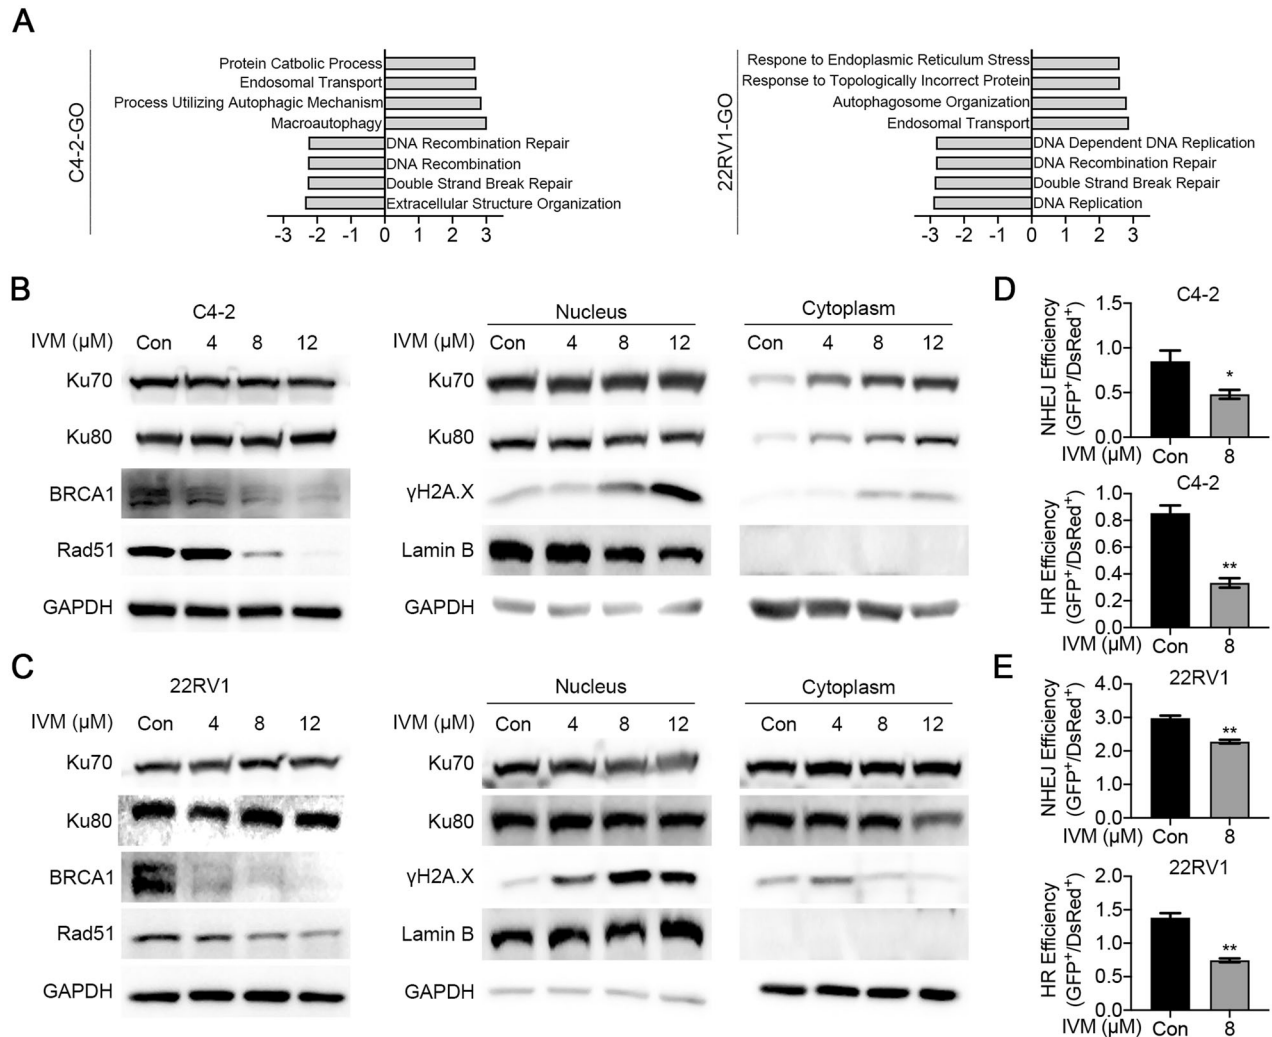 A
C4-2-GO
Protein Catbolic Process
Endosomal Transport
Process Utilizing Autophagic Mechanism
Macroautophagy
DNA Recombination Repair
DNA Recombination
Double Strand Break Repair
Extracellular Structure Organization
-3 -2 -1 0 1 2 3
22RV1-GO
Respone to Endoplasmic Reticulum Stress
Response to Topologically Incorrect Protein
Autophagosome Organization
Endosomal Transport
DNA Dependent DNA Replication
DNA Recombination Repair
Double Strand Break Repair
DNA Replication
-3 -2 -1 0 1 2 3
B
C4-2
IVM (μM) Con 4 8 12
Ku70
Ku80
BRCA1
Rad51
GAPDH
Nucleus Cytoplasm
IVM (μM) Con 4 8 12 Con 4 8 12
Ku70
Ku80
γH2A.X
Lamin B
GAPDH
C
22RV1
IVM (μM) Con 4 8 12
Ku70
Ku80
BRCA1
Rad51
GAPDH
Nucleus Cytoplasm
IVM (μM) Con 4 8 12 Con 4 8 12
Ku70
Ku80
γH2A.X
Lamin B
GAPDH
D
C4-2
NHEJ Efficiency
(GFP⁺/DsRed⁺)
1.5
1.0
0.5
0.0
*
IVM (μM) Con 8
C4-2
HR Efficiency
(GFP⁺/DsRed⁺)
1.0
0.8
0.6
0.4
0.2
0.0
**
IVM (μM) Con 8
E
22RV1
NHEJ Efficiency
(GFP⁺/DsRed⁺)
4.0
3.0
2.0
1.0
0.0
**
IVM (μM) Con 8
22RV1
HR Efficiency
(GFP⁺/DsRed⁺)
2.0
1.5
1.0
0.5
0.0
**
IVM (μM) Con 8